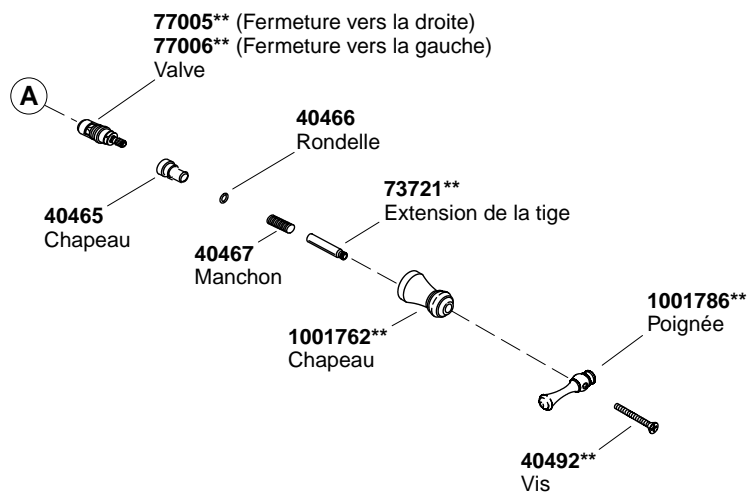 77005** (Fermeture vers la droite)
77006** (Fermeture vers la gauche)
Valve
A
40466
Rondelle
73721**
Extension de la tige
40465
Chapeau
40467
Manchon
1001786**
Poignée
1001762**
Chapeau
40492**
Vis